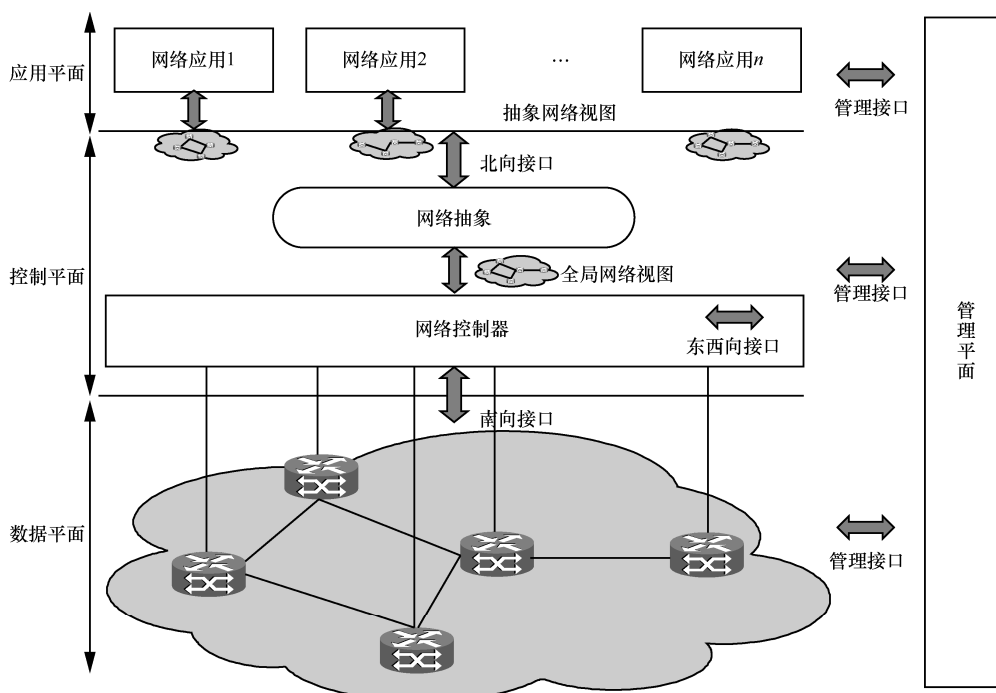 网络应用1
网络应用2
…
网络应用n
应用平面
管理接口
抽象网络视图
北向接口
网络抽象
控制平面
全局网络视图
管理接口
网络控制器
东西向接口
管理平面
南向接口
数据平面
管理接口